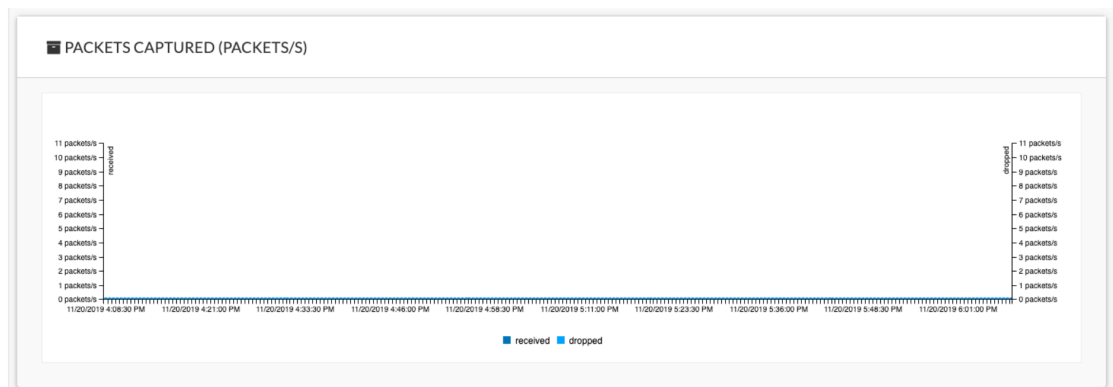 PACKETS CAPTURED (PACKETS/S)
11 packets/s
10 packets/s
9 packets/s
8 packets/s
7 packets/s
6 packets/s
5 packets/s
4 packets/s
3 packets/s
2 packets/s
1 packets/s
0 packets/s
received
dropped
11 packets/s
10 packets/s
9 packets/s
8 packets/s
7 packets/s
6 packets/s
5 packets/s
4 packets/s
3 packets/s
2 packets/s
1 packets/s
0 packets/s
11/20/2019 4:08:30 PM 11/20/2019 4:21:00 PM 11/20/2019 4:33:30 PM 11/20/2019 4:46:00 PM 11/20/2019 4:58:30 PM 11/20/2019 5:11:00 PM 11/20/2019 5:23:30 PM 11/20/2019 5:36:00 PM 11/20/2019 5:48:30 PM 11/20/2019 6:01:00 PM
received dropped